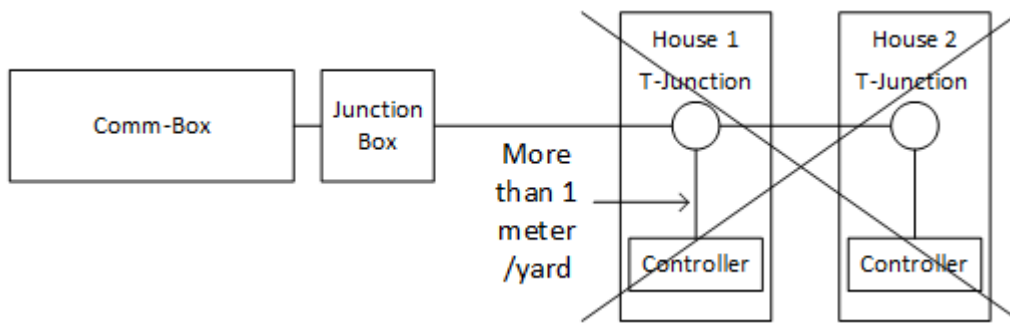 House 1
House 2
T-Junction
T-Junction
Comm-Box
Junction
Box
More
than 1
meter
/yard
Controller
Controller